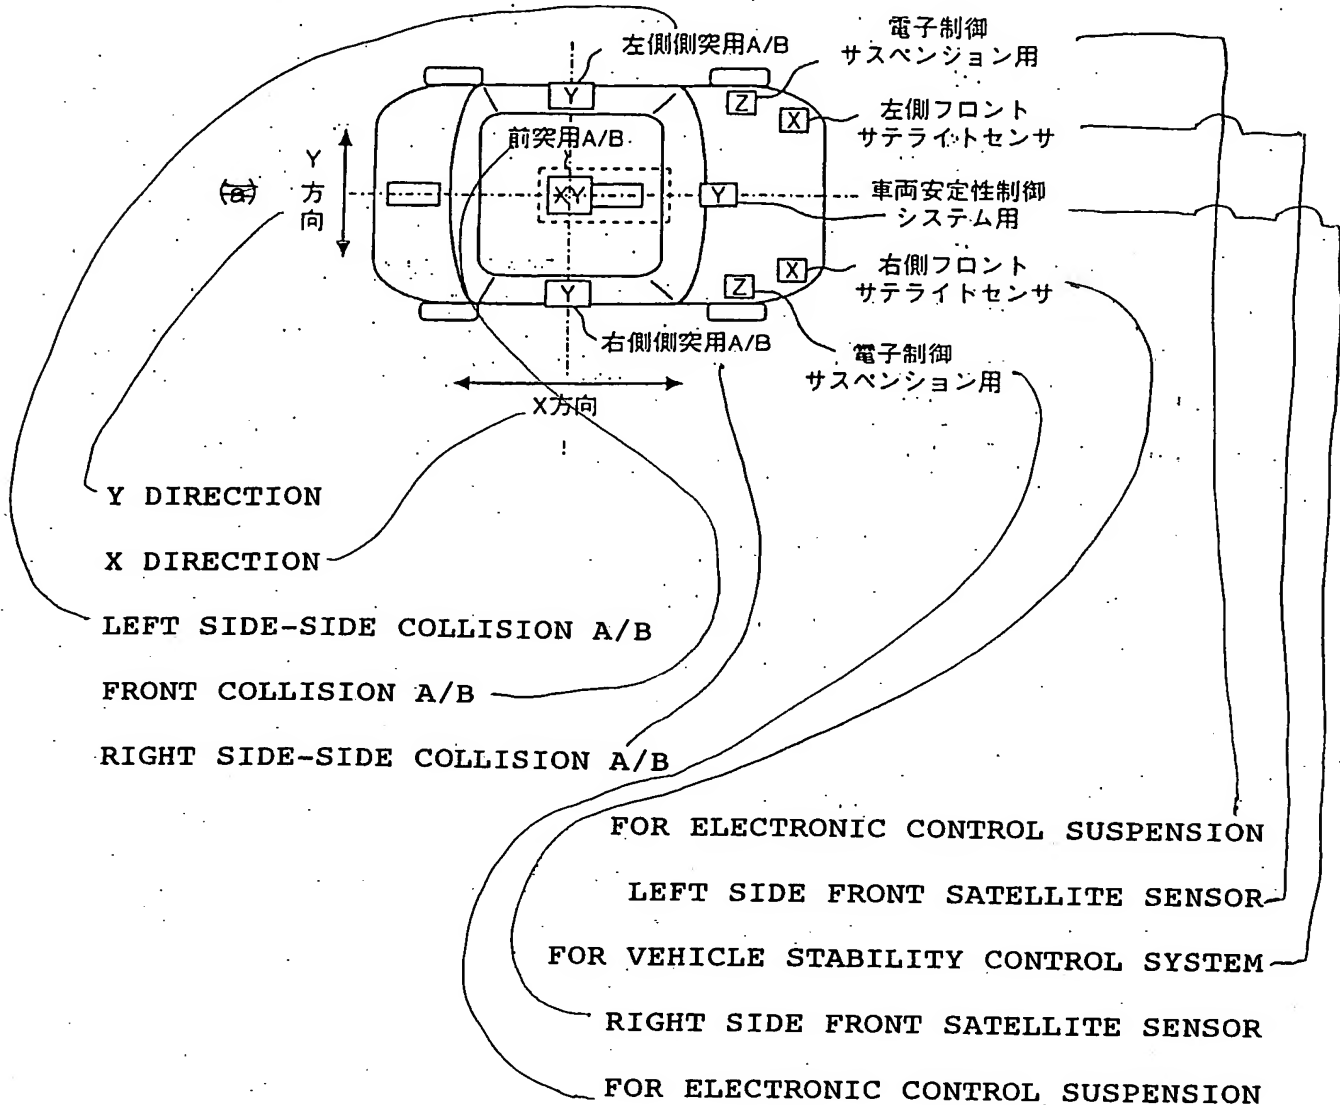 電子制御
サスペンション用
左側側突用A/B
Y
Z
X
左側フロント
サテライトセンサ
前突用A/B
Y
方
向
(a)
XY
Y
車両安定性制御
システム用
X
右側フロント
サテライトセンサ
Z
Y
右側側突用A/B
電子制御
サスペンション用
X方向
Y DIRECTION
X DIRECTION
LEFT SIDE-SIDE COLLISION A/B
FRONT COLLISION A/B
RIGHT SIDE-SIDE COLLISION A/B
FOR ELECTRONIC CONTROL SUSPENSION
LEFT SIDE FRONT SATELLITE SENSOR
FOR VEHICLE STABILITY CONTROL SYSTEM
RIGHT SIDE FRONT SATELLITE SENSOR
FOR ELECTRONIC CONTROL SUSPENSION